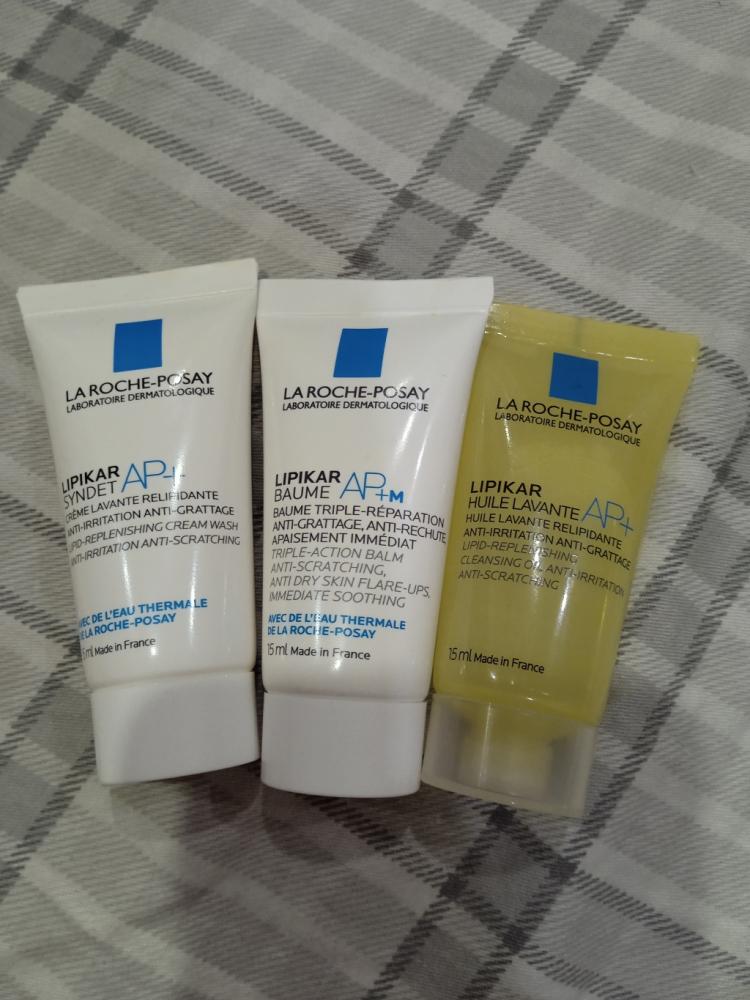 LA ROCHE-POSAY
LABORATOIRE DERMATOLOGIQUE
LIPIKAR
SYNDET AP+
CRÈME LAVANTE RELIPIDANTE
ANTI-IRRITATION ANTI-GRATTAGE
LIPID-REPLENISHING CREAM WASH
ANTI-IRRITATION ANTI-SCRATCHING
AVEC DE L'EAU THERMALE
DE LA ROCHE-POSAY
ml Made in France
LA ROCHE-POSAY
LABORATOIRE DERMATOLOGIQUE
LIPIKAR
BAUME AP+M
BAUME TRIPLE-RÉPARATION
ANTI-GRATTAGE, ANTI-RECHUTE
APAISEMENT IMMÉDIAT
TRIPLE-ACTION BALM
ANTI-SCRATCHING,
ANTI DRY SKIN FLARE-UPS,
IMMEDIATE SOOTHING
AVEC DE L'EAU THERMALE
DE LA ROCHE-POSAY
15 ml Made in France
LA ROCHE-POSAY
LABORATOIRE DERMATOLOGIQUE
LIPIKAR
HUILE LAVANTE AP+
HUILE LAVANTE RELIPIDANTE
ANTI-IRRITATION ANTI-GRATTAGE
LIPID-REPLENISHING
CLEANSING OIL ANTI-IRRITATION
ANTI-SCRATCHING
15 ml Made in France